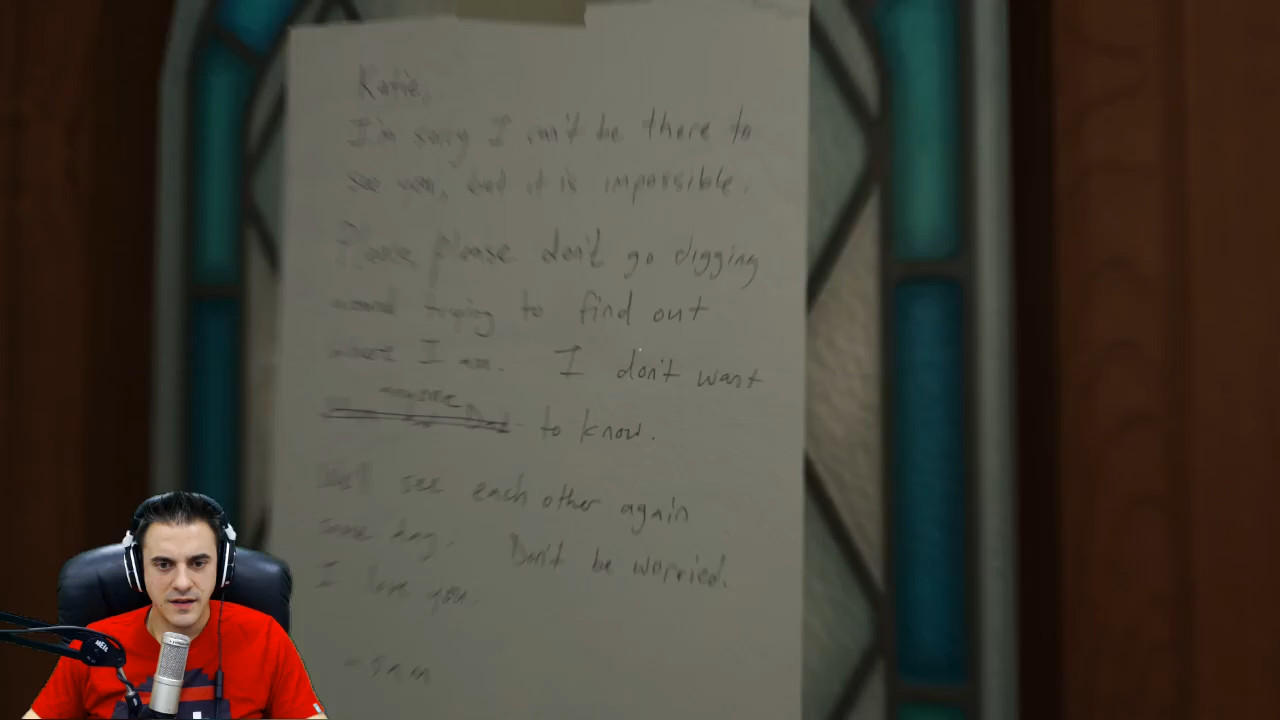 Katie,
I'm sorry I can't be there to
see you, but it is impossible.
Please please don't go digging
around trying to find out
where I am. I don't want
anyone to know.
We'll see each other again
some day. Don't be worried.
I love you.
- Sam